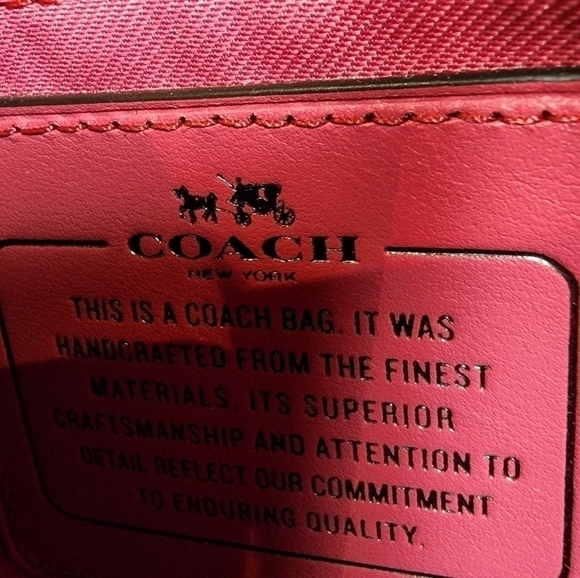 COACH
NEW YORK
THIS IS A COACH BAG. IT WAS
HANDCRAFTED FROM THE FINEST
MATERIALS. ITS SUPERIOR
CRAFTSMANSHIP AND ATTENTION TO
DETAIL REFLECT OUR COMMITMENT
TO ENDURING QUALITY.